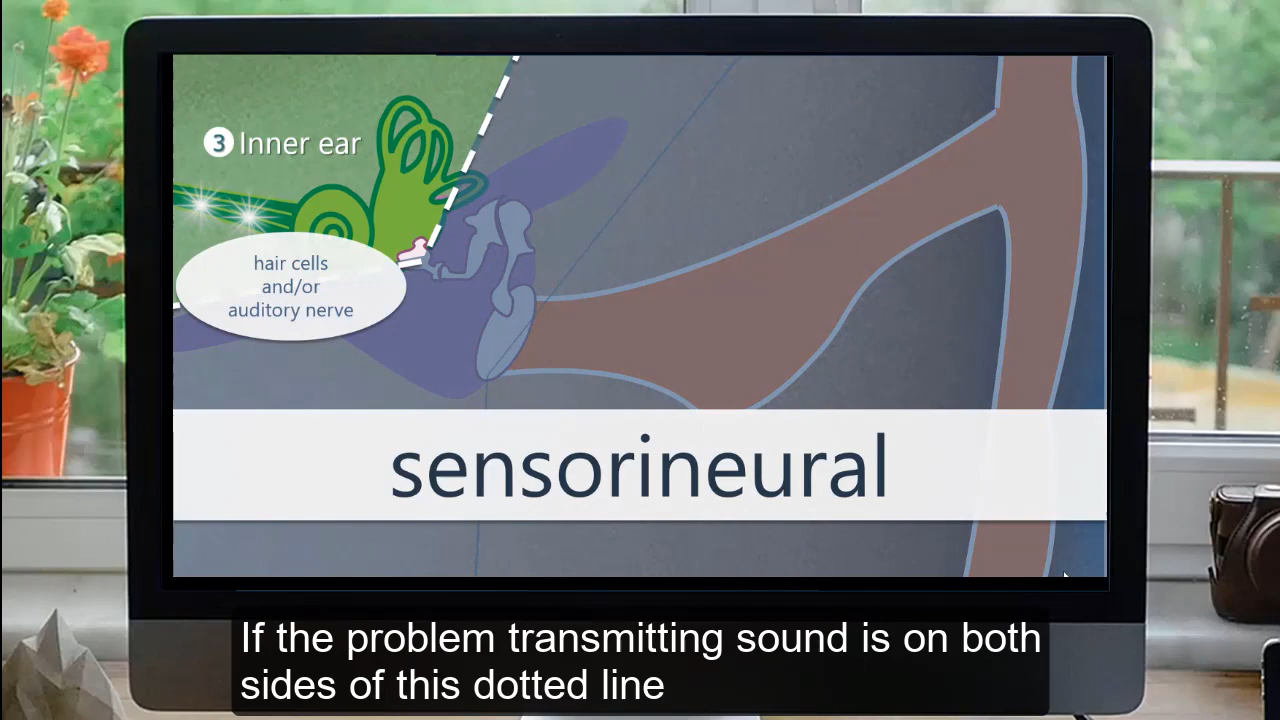 3 Inner ear
hair cells
and/or
auditory nerve
sensorineural
If the problem transmitting sound is on both
sides of this dotted line